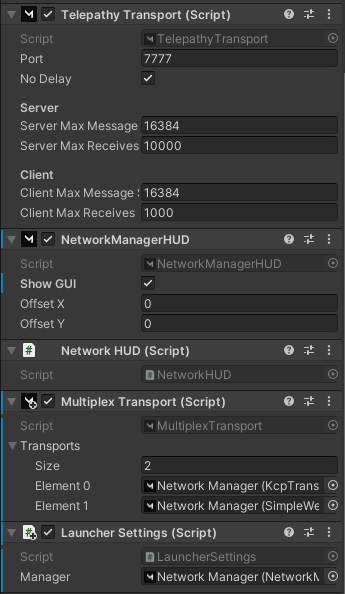 Telepathy Transport (Script)
Script TelepathyTransport
Port 7777
No Delay
Server
Server Max Message 16384
Server Max Receives 10000
Client
Client Max Message 16384
Client Max Receives 1000
NetworkManagerHUD
Script NetworkManagerHUD
Show GUI
Offset X 0
Offset Y 0
Network HUD (Script)
Script NetworkHUD
Multiplex Transport (Script)
Script MultiplexTransport
Transports
Size 2
Element 0 Network Manager (KcpTrans
Element 1 Network Manager (SimpleWe
Launcher Settings (Script)
Script LauncherSettings
Manager Network Manager (NetworkM